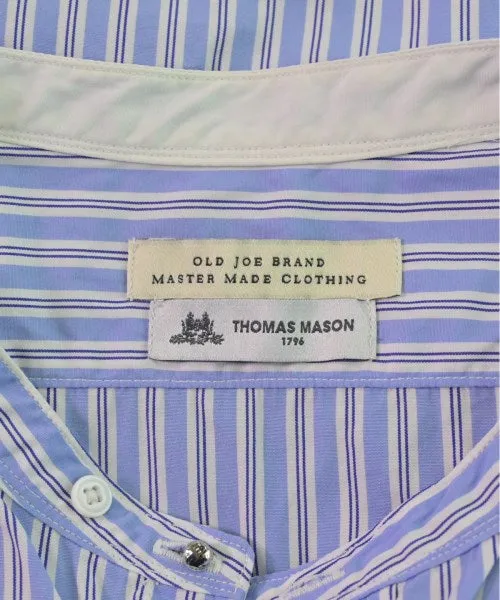 OLD JOE BRAND
MASTER MADE CLOTHING
THOMAS MASON
1796